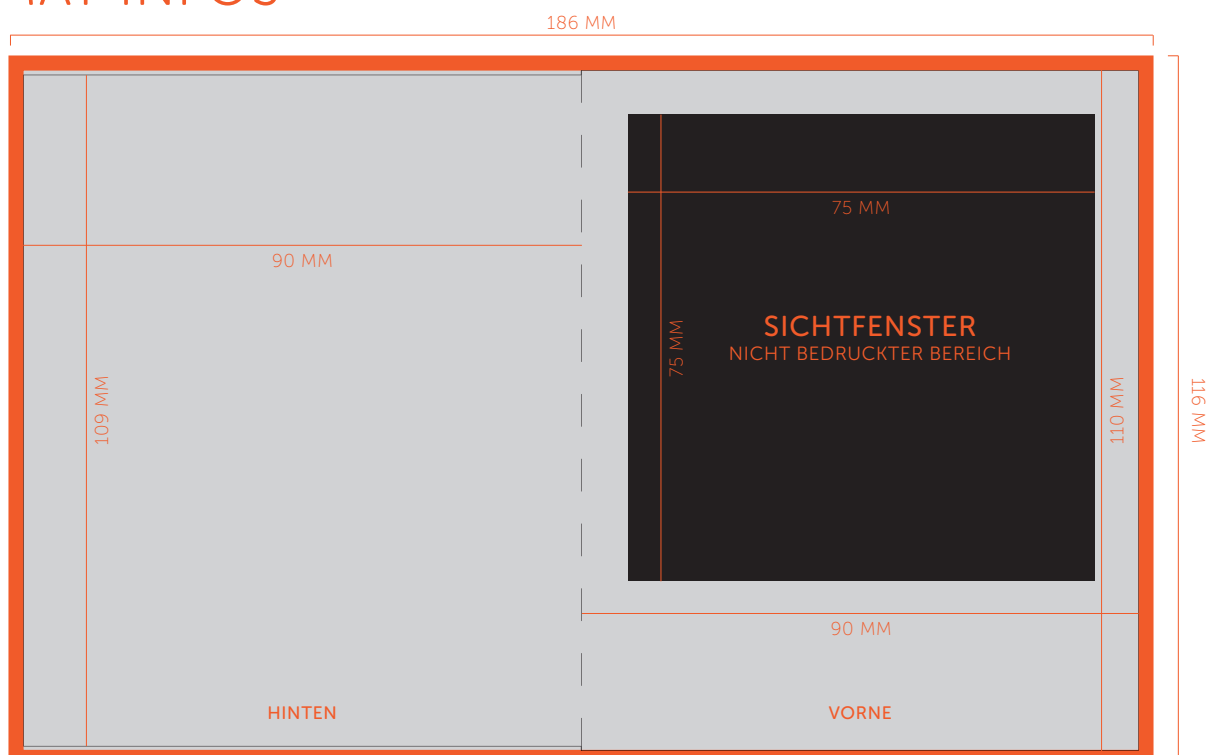 186 MM
75 MM
90 MM
SICHTFENSTER
NICHT BEDRUCKTER BEREICH
75 MM
109 MM
110 MM
116 MM
90 MM
HINTEN
VORNE